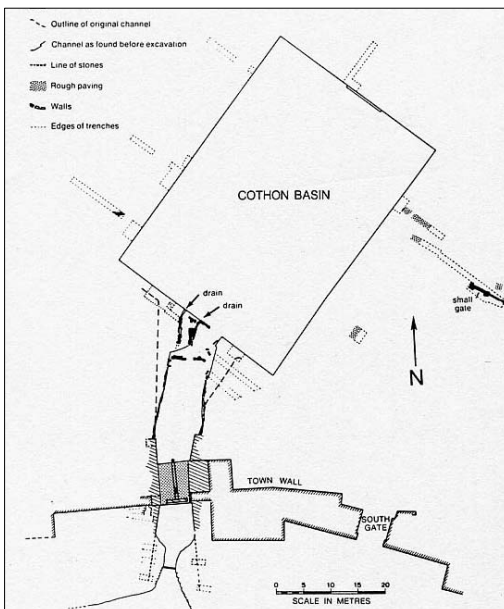 Outline of original channel
Channel as found before excavation
Line of stones
Rough paving
Walls
Edges of trenches
COTHON BASIN
drain
drain
small
gate
N
TOWN WALL
SOUTH
GATE
0 5 10 15 20
SCALE IN METRES